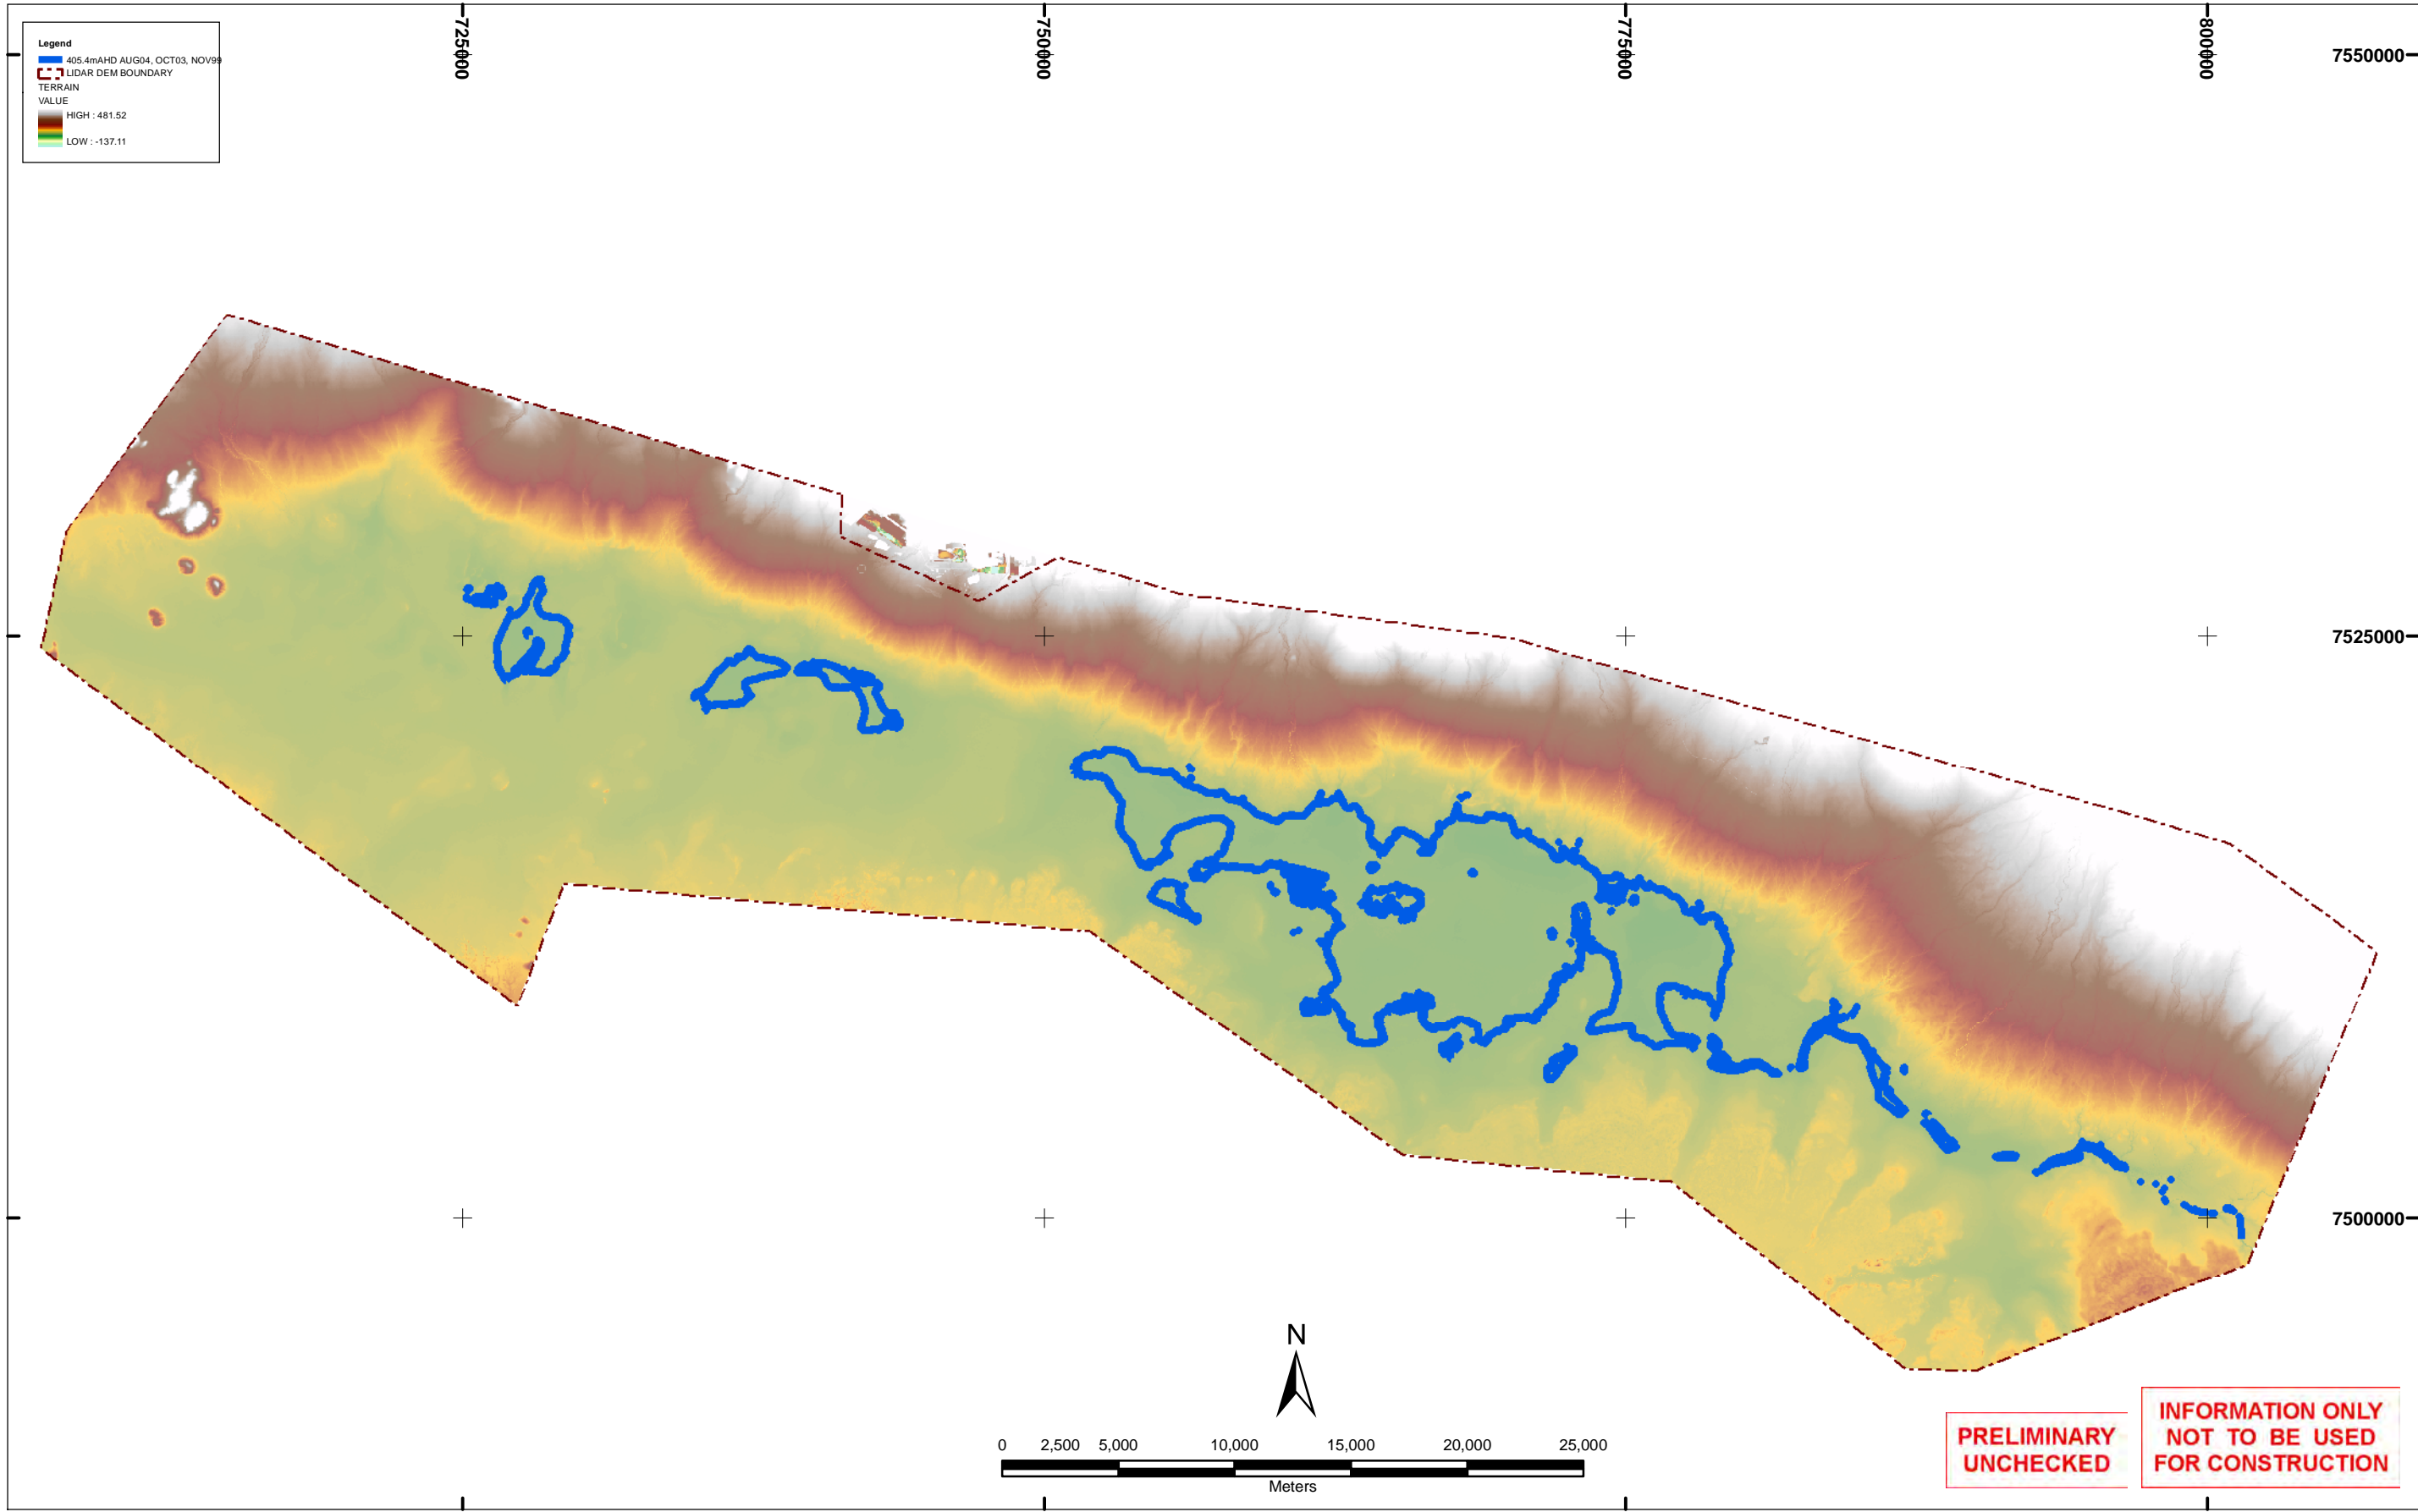 725000
750000
775000
800000
7550000
Legend
405.4mAHD AUG04, OCT03, NOV99
LIDAR DEM BOUNDARY
TERRAIN
VALUE
HIGH : 481.52
LOW : -137.11
7525000
7500000
N
0 2,500 5,000 10,000 15,000 20,000 25,000
Meters
PRELIMINARY
UNCHECKED
INFORMATION ONLY
NOT TO BE USED
FOR CONSTRUCTION